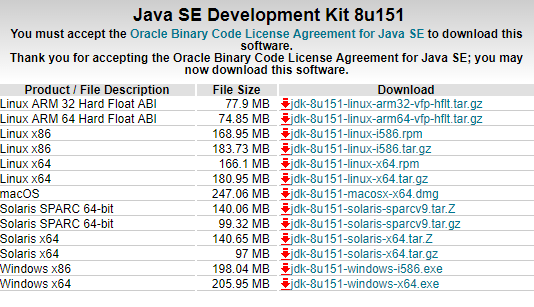 Java SE Development Kit 8u151
You must accept the Oracle Binary Code License Agreement for Java SE to download this
software.
Thank you for accepting the Oracle Binary Code License Agreement for Java SE; you may
now download this software.
Product / File Description File Size Download
Linux ARM 32 Hard Float ABI 77.9 MB jdk-8u151-linux-arm32-vfp-hflt.tar.gz
Linux ARM 64 Hard Float ABI 74.85 MB jdk-8u151-linux-arm64-vfp-hflt.tar.gz
Linux x86 168.95 MB jdk-8u151-linux-i586.rpm
Linux x86 183.73 MB jdk-8u151-linux-i586.tar.gz
Linux x64 166.1 MB jdk-8u151-linux-x64.rpm
Linux x64 180.95 MB jdk-8u151-linux-x64.tar.gz
macOS 247.06 MB jdk-8u151-macosx-x64.dmg
Solaris SPARC 64-bit 140.06 MB jdk-8u151-solaris-sparcv9.tar.Z
Solaris SPARC 64-bit 99.32 MB jdk-8u151-solaris-sparcv9.tar.gz
Solaris x64 140.65 MB jdk-8u151-solaris-x64.tar.Z
Solaris x64 97 MB jdk-8u151-solaris-x64.tar.gz
Windows x86 198.04 MB jdk-8u151-windows-i586.exe
Windows x64 205.95 MB jdk-8u151-windows-x64.exe